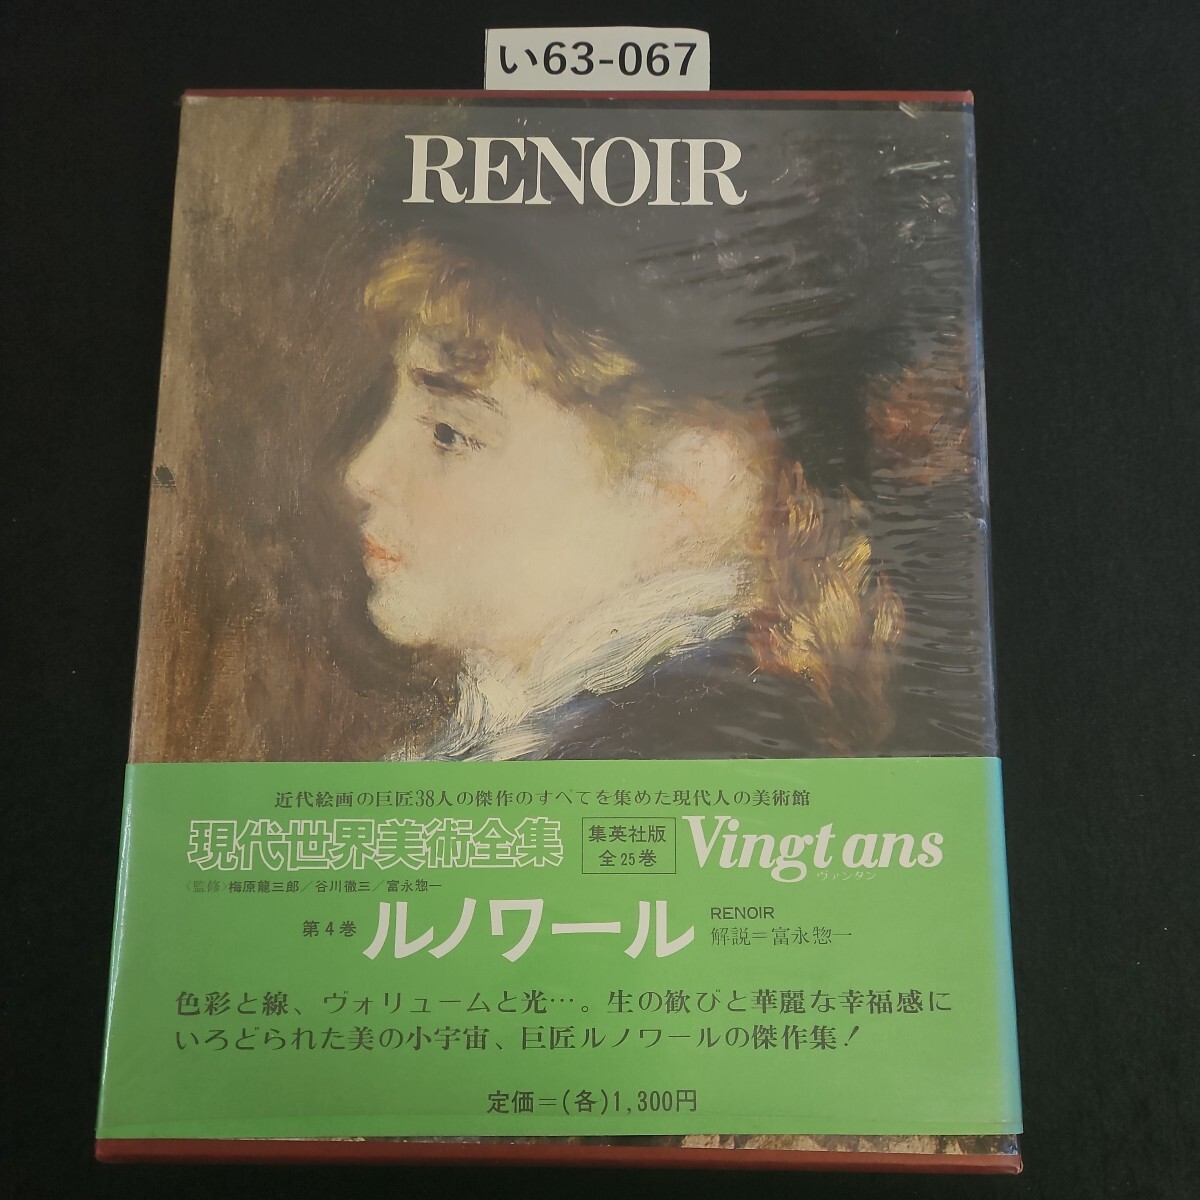 い63-067
RENOIR
近代絵画の巨匠38人の傑作のすべてを集めた現代人の美術館
現代世界美術全集
集英社版
全25巻
Vingt ans
ヴァンタン
〈監修〉梅原龍三郎/谷川徹三/富永惣一
第4巻
ルノワール
RENOIR
解説=富永惣一
色彩と線、ヴォリュームと光…。生の歓びと華麗な幸福感に
いろどられた美の小宇宙、巨匠ルノワールの傑作集!
定価=(各)1,300円